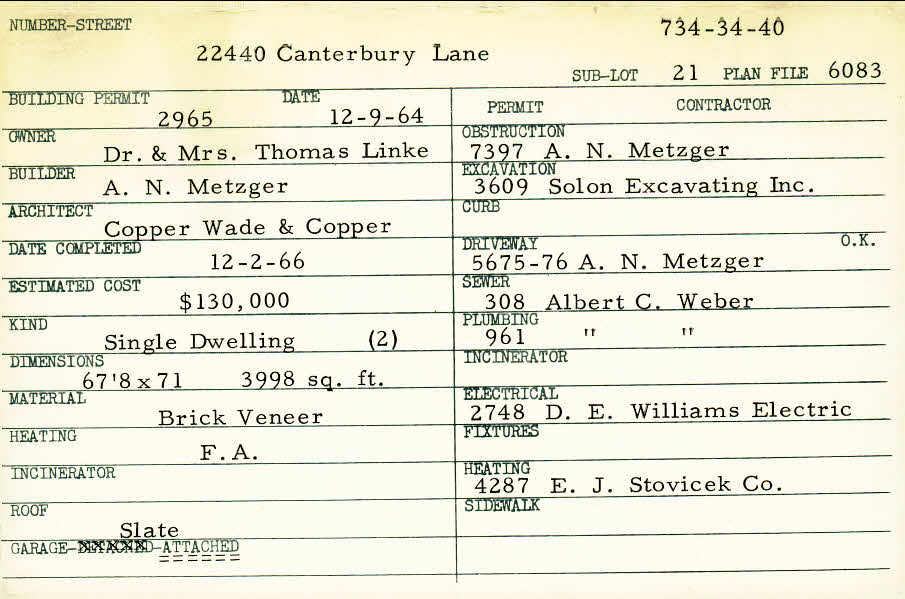 NUMBER-STREET 734-34-40
22440 Canterbury Lane
SUB-LOT 21 PLAN FILE 6083
BUILDING PERMIT DATE
2965 12-9-64
OWNER
Dr. & Mrs. Thomas Linke
BUILDER
A. N. Metzger
ARCHITECT
Copper Wade & Copper
DATE COMPLETED
12-2-66
ESTIMATED COST
$130,000
KIND
Single Dwelling (2)
DIMENSIONS
67'8 x 71 3998 sq. ft.
MATERIAL
Brick Veneer
HEATING
F.A.
INCINERATOR
ROOF
Slate
GARAGE-DETACHED-ATTACHED
PERMIT CONTRACTOR
OBSTRUCTION
7397 A. N. Metzger
EXCAVATION
3609 Solon Excavating Inc.
CURB
DRIVEWAY O.K.
5675-76 A. N. Metzger
SEWER
308 Albert C. Weber
PLUMBING
961 " "
INCINERATOR
ELECTRICAL
2748 D. E. Williams Electric
FIXTURES
HEATING
4287 E. J. Stovicek Co.
SIDEWALK